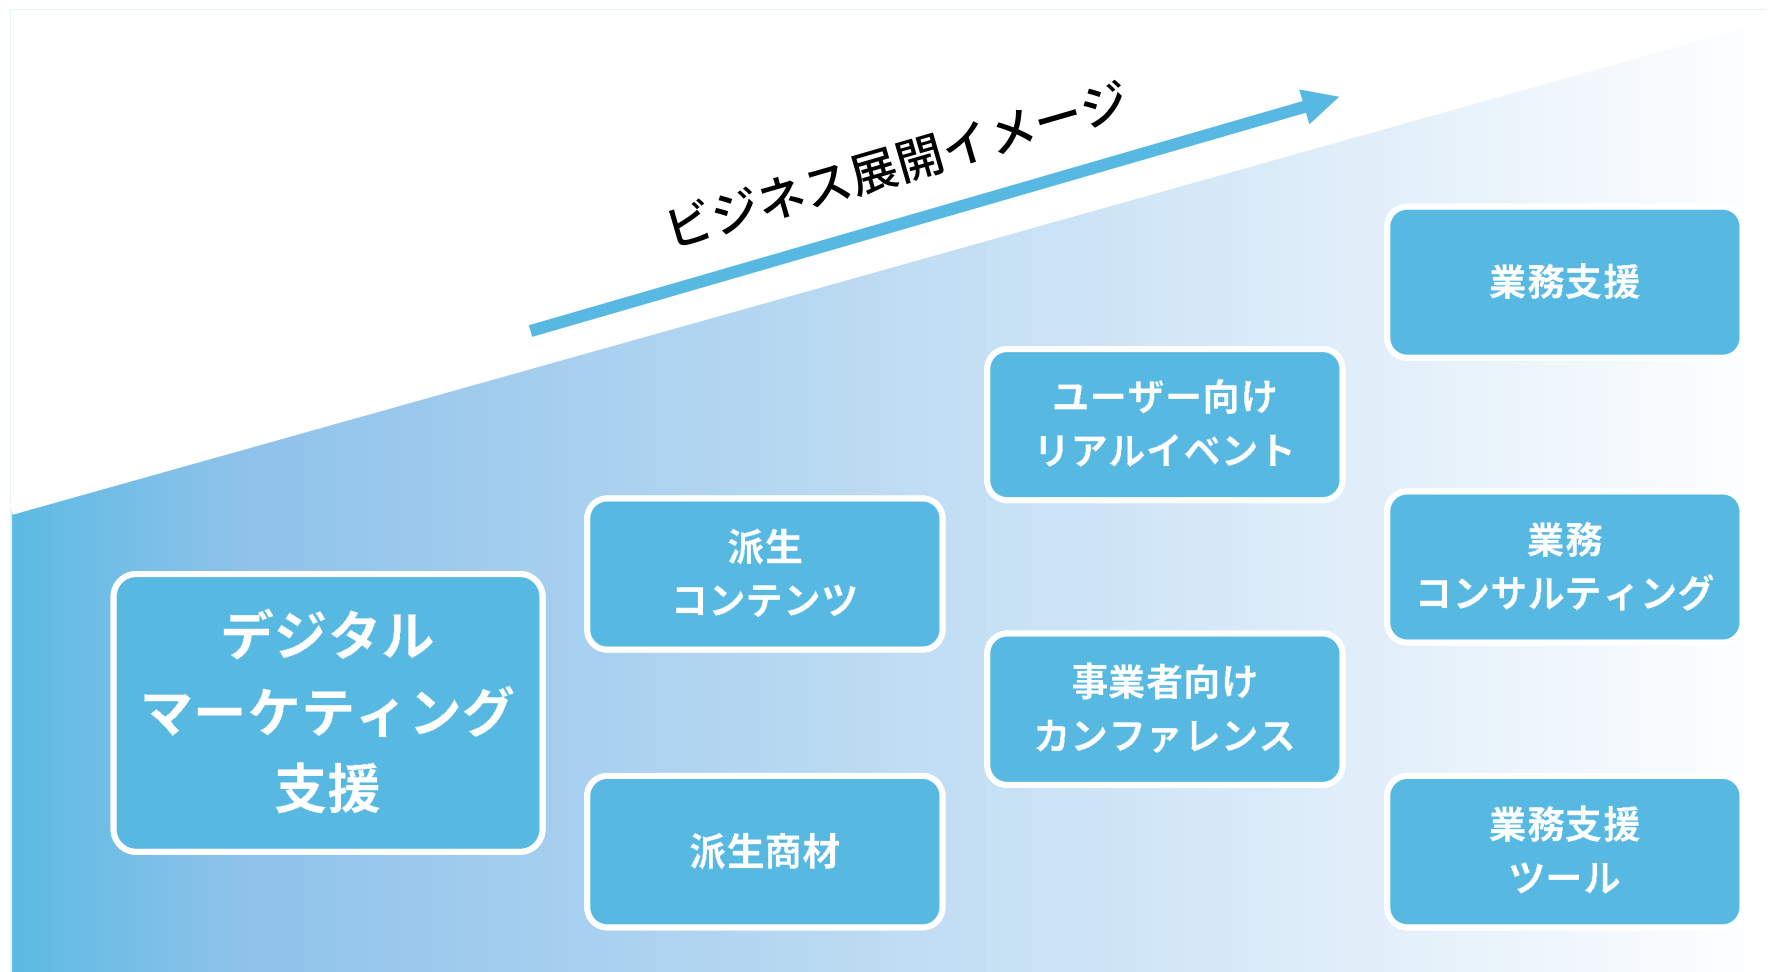 ビジネス展開イメージ
デジタル
マーケティング
支援
派生
コンテンツ
派生商材
ユーザー向け
リアルイベント
事業者向け
カンファレンス
業務支援
業務
コンサルティング
業務支援
ツール